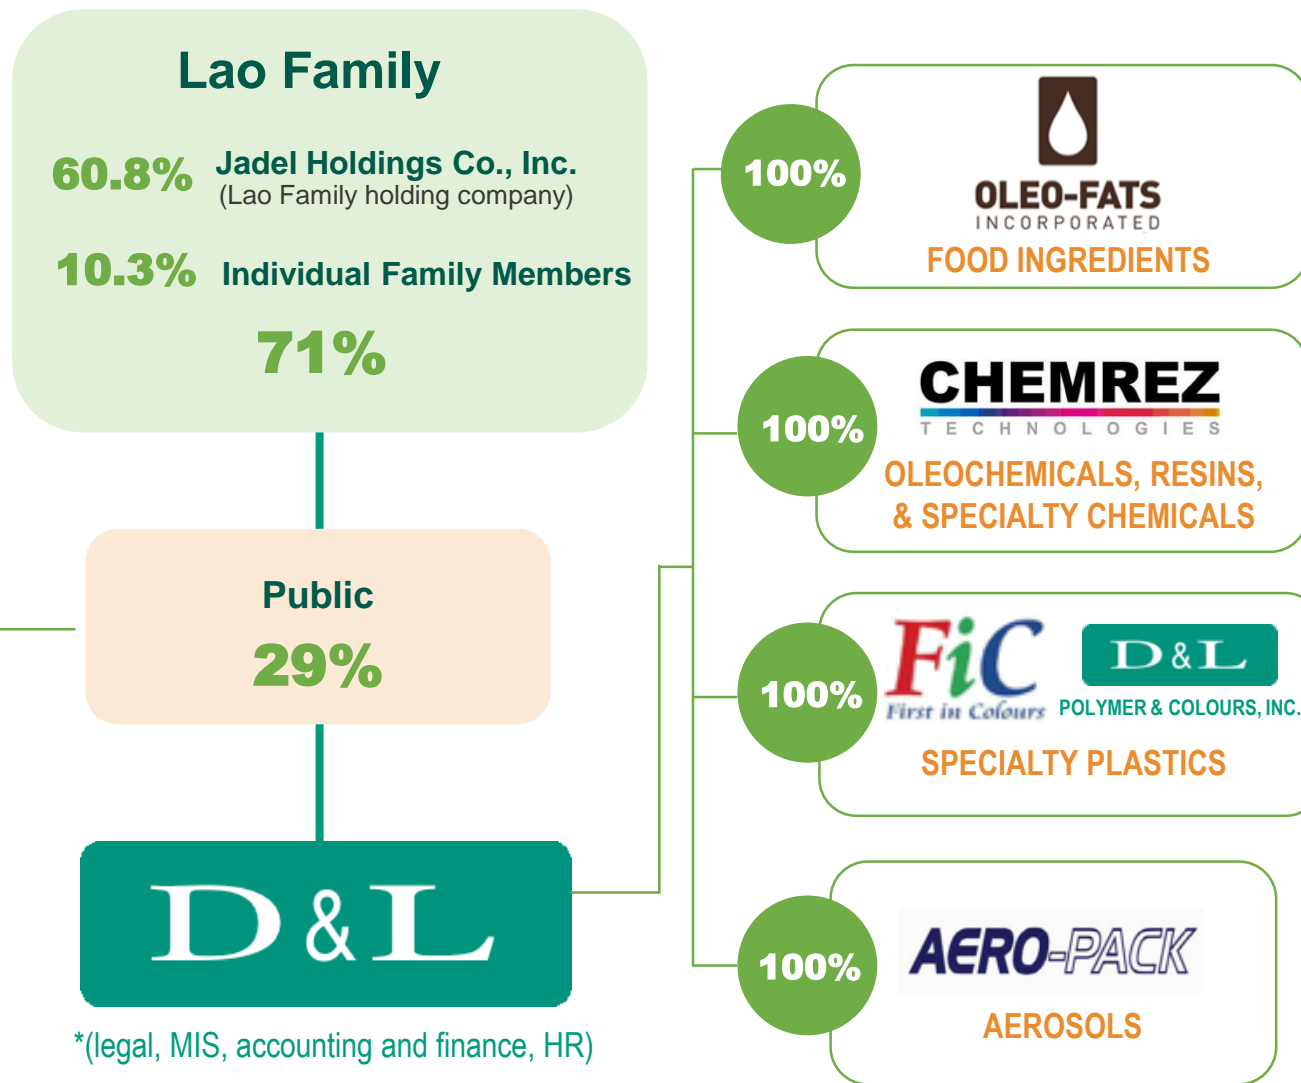 Lao Family
60.8% Jadel Holdings Co., Inc.
(Lao Family holding company)
10.3% Individual Family Members
71%
Public
29%
D&L
*(legal, MIS, accounting and finance, HR)
100%
OLEO-FATS
INCORPORATED
FOOD INGREDIENTS
100%
CHEMREZ
TECHNOLOGIES
OLEOCHEMICALS, RESINS,
& SPECIALTY CHEMICALS
100%
FiC
First in Colours
D&L
POLYMER & COLOURS, INC.
SPECIALTY PLASTICS
100%
AERO-PACK
AEROSOLS